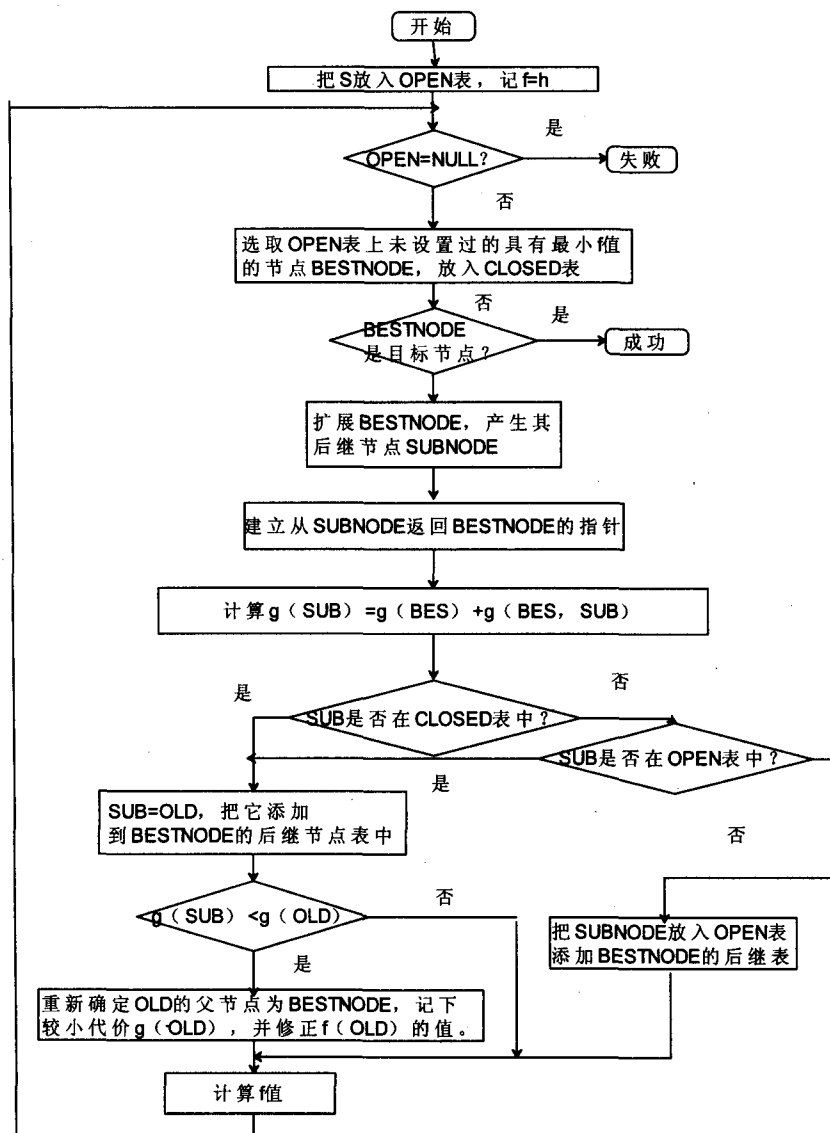 开始
把S放入OPEN表，记f=h
是
OPEN=NULL？
失败
否
选取OPEN表上未设置过的具有最小f值
的节点BESTNODE，放入CLOSED表
否
是
BESTNODE
是目标节点？
成功
扩展BESTNODE，产生其
后继节点SUBNODE
建立从SUBNODE返回BESTNODE的指针
计算g（SUB）=g（BES）+g（BES，SUB）
是
否
SUB是否在CLOSED表中？
SUB是否在OPEN表中？
是
SUB=OLD，把它添加
到BESTNODE的后继节点表中
否
g（SUB）<g（OLD）
否
把SUBNODE放入OPEN表
添加BESTNODE的后继表
是
重新确定OLD的父节点为BESTNODE，记下
较小代价g（OLD），并修正f（OLD）的值。
计算f值